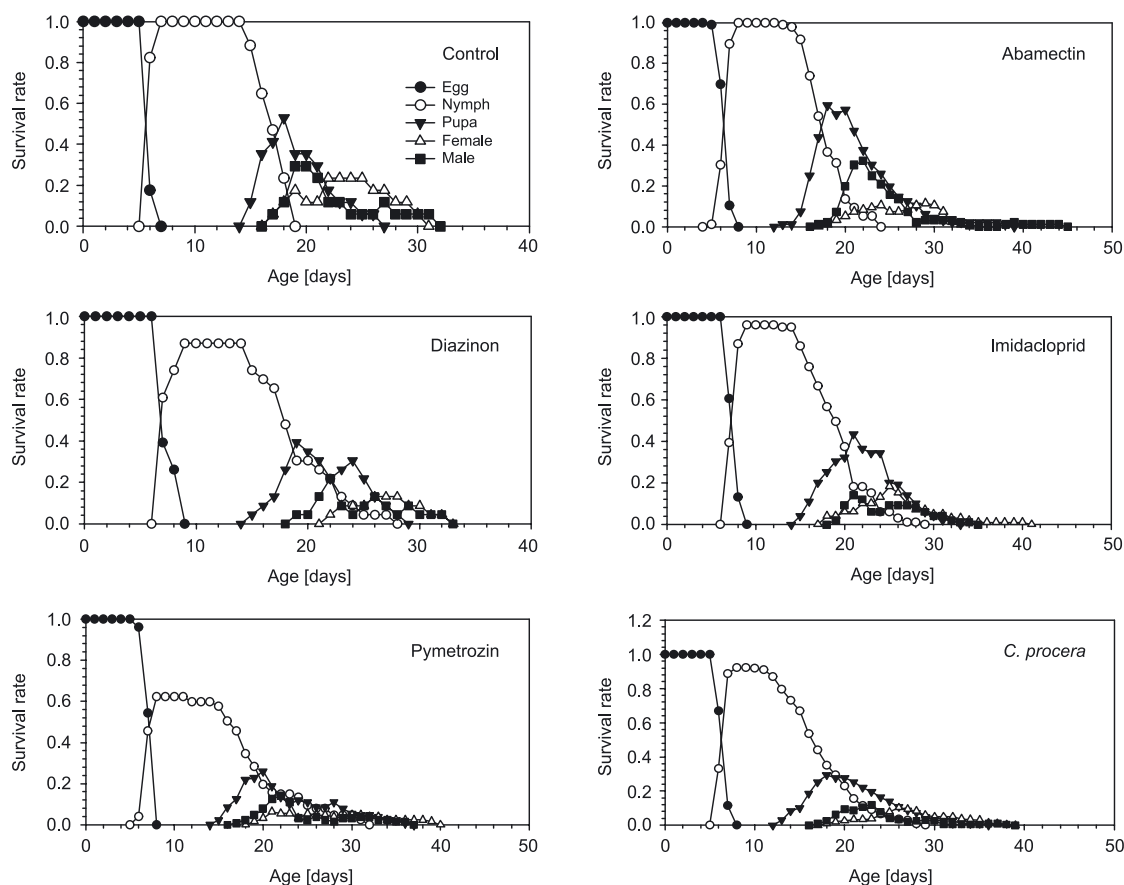 1.0
0.8
0.6
0.4
0.2
0.0
Survival rate
Control
Egg
Nymph
Pupa
Female
Male
0 10 20 30 40
Age [days]
1.0
0.8
0.6
0.4
0.2
0.0
Survival rate
Abamectin
0 10 20 30 40 50
Age [days]
1.0
0.8
0.6
0.4
0.2
0.0
Survival rate
Diazinon
0 10 20 30 40
Age [days]
1.0
0.8
0.6
0.4
0.2
0.0
Survival rate
Imidacloprid
0 10 20 30 40 50
Age [days]
1.0
0.8
0.6
0.4
0.2
0.0
Survival rate
Pymetrozin
0 10 20 30 40 50
Age [days]
1.2
1.0
0.8
0.6
0.4
0.2
0.0
Survival rate
C. procera
0 10 20 30 40 50
Age [days]